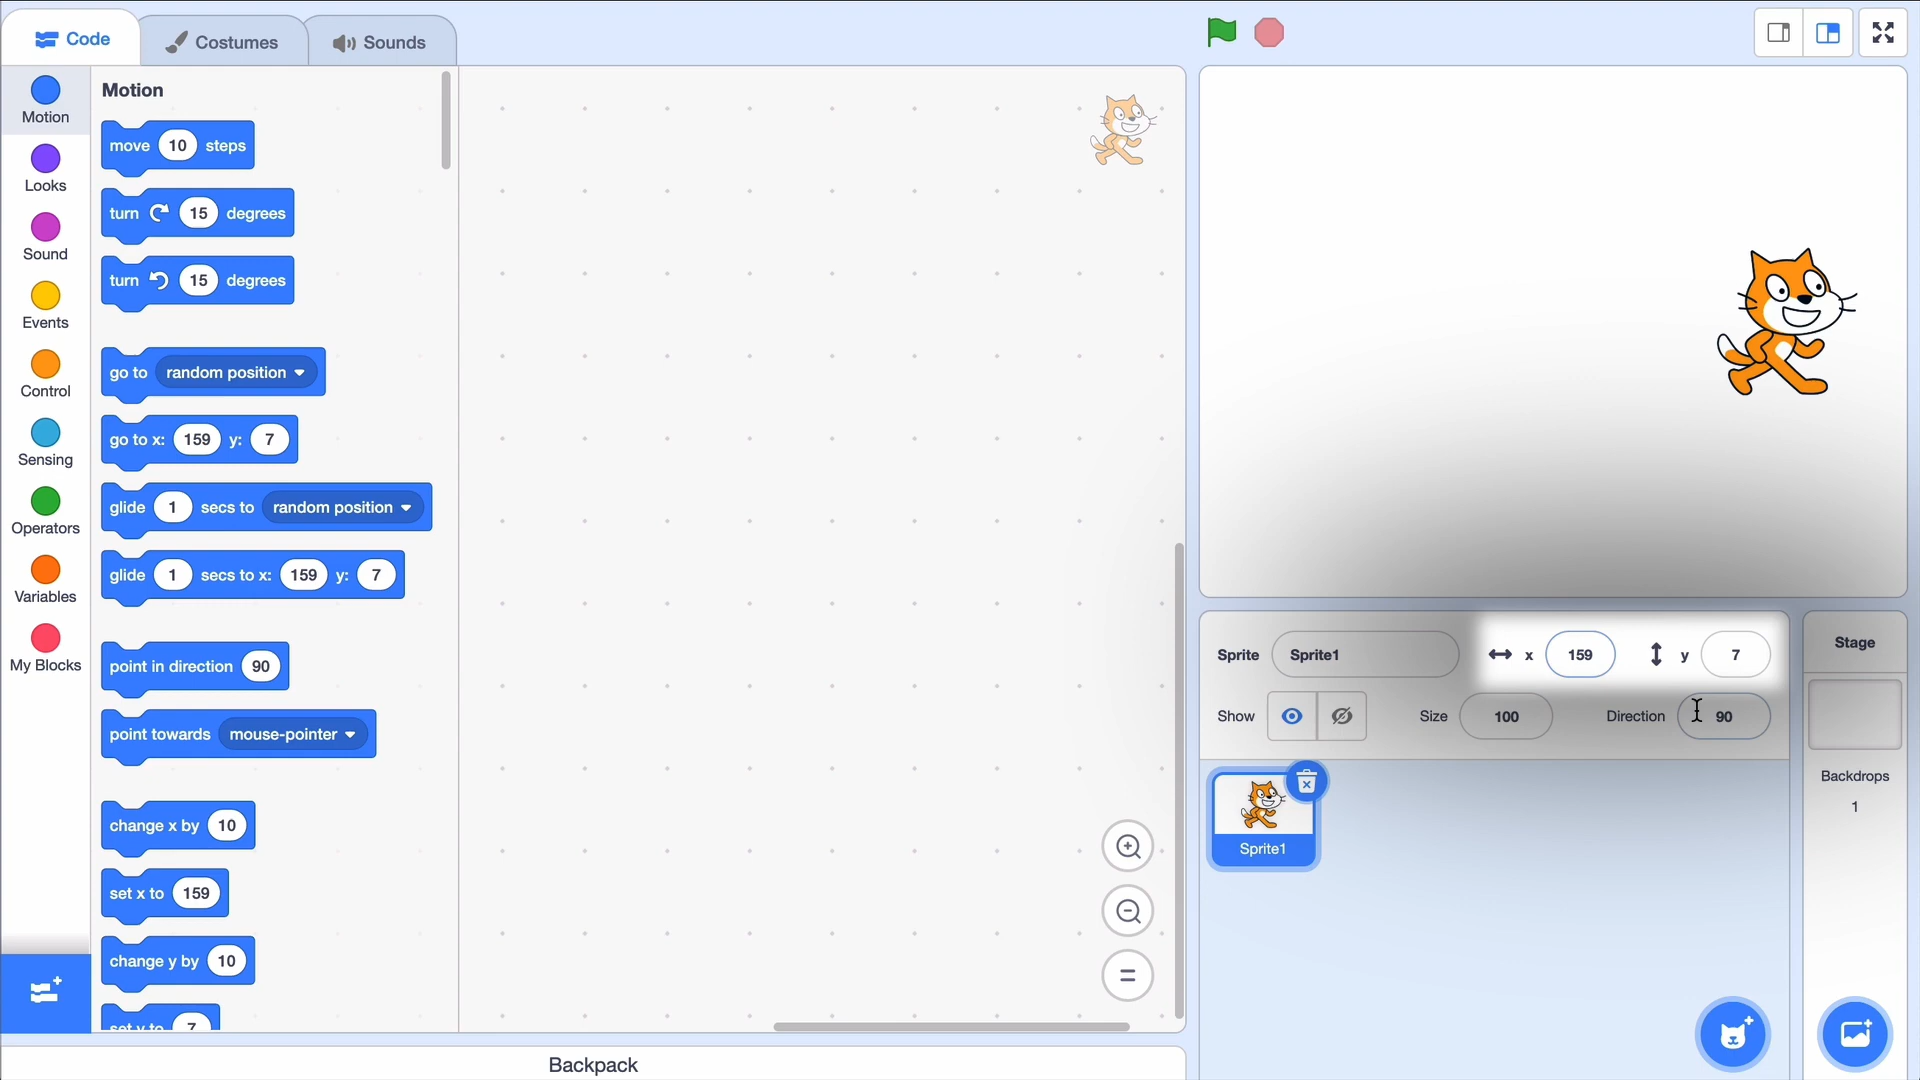 Code
Costumes
Sounds
Motion
Looks
Sound
Events
Control
Sensing
Operators
Variables
My Blocks
Motion
move 10 steps
turn 15 degrees
turn 15 degrees
go to random position
go to x: 159 y: 7
glide 1 secs to random position
glide 1 secs to x: 159 y: 7
point in direction 90
point towards mouse-pointer
change x by 10
set x to 159
change y by 10
set y to 7
Backpack
Sprite Sprite1 x 159 y 7
Show Size 100 Direction 90
Sprite1
Stage
Backdrops
1